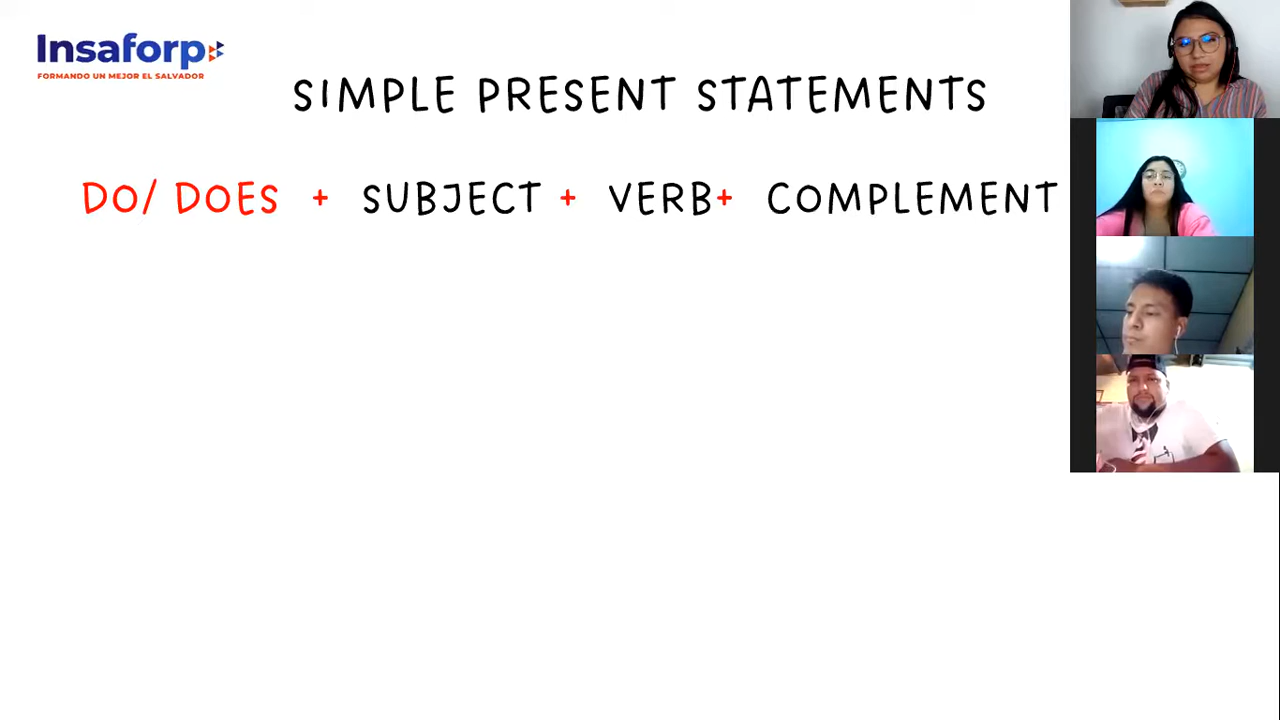 Insaforp
FORMANDO UN MEJOR EL SALVADOR
SIMPLE PRESENT STATEMENTS
DO/ DOES + SUBJECT + VERB+ COMPLEMENT